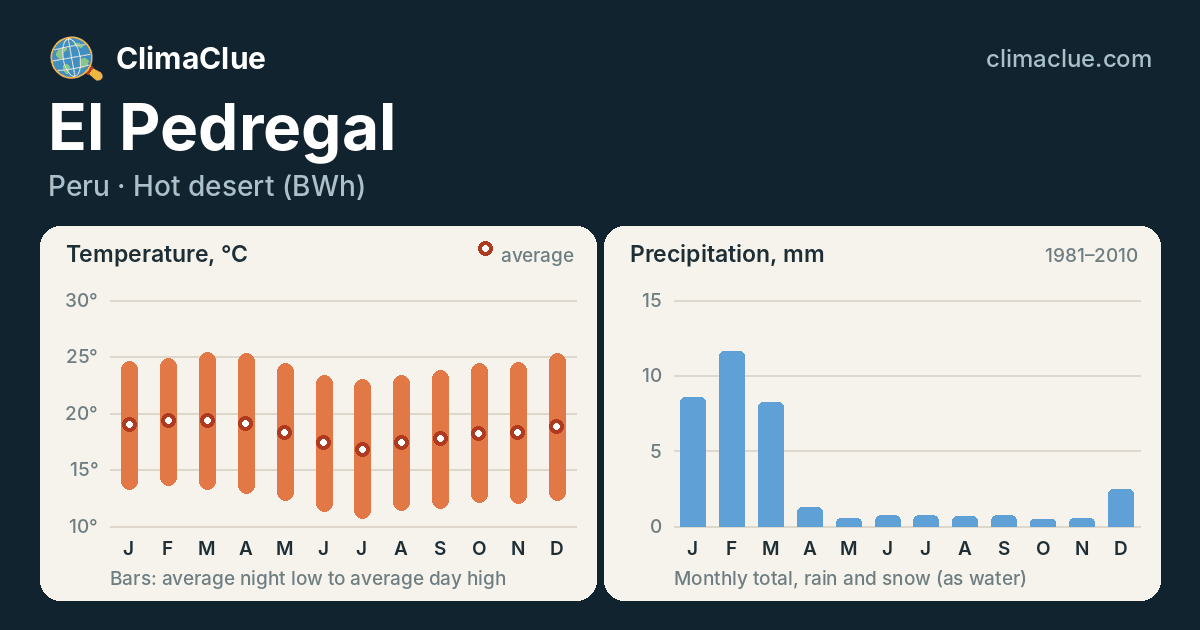 ClimaClue
climaclue.com
El Pedregal
Peru · Hot desert (BWh)
Temperature, °C
average
30°
25°
20°
15°
10°
J F M A M J J A S O N D
Bars: average night low to average day high
Precipitation, mm
1981–2010
15
10
5
0
J F M A M J J A S O N D
Monthly total, rain and snow (as water)